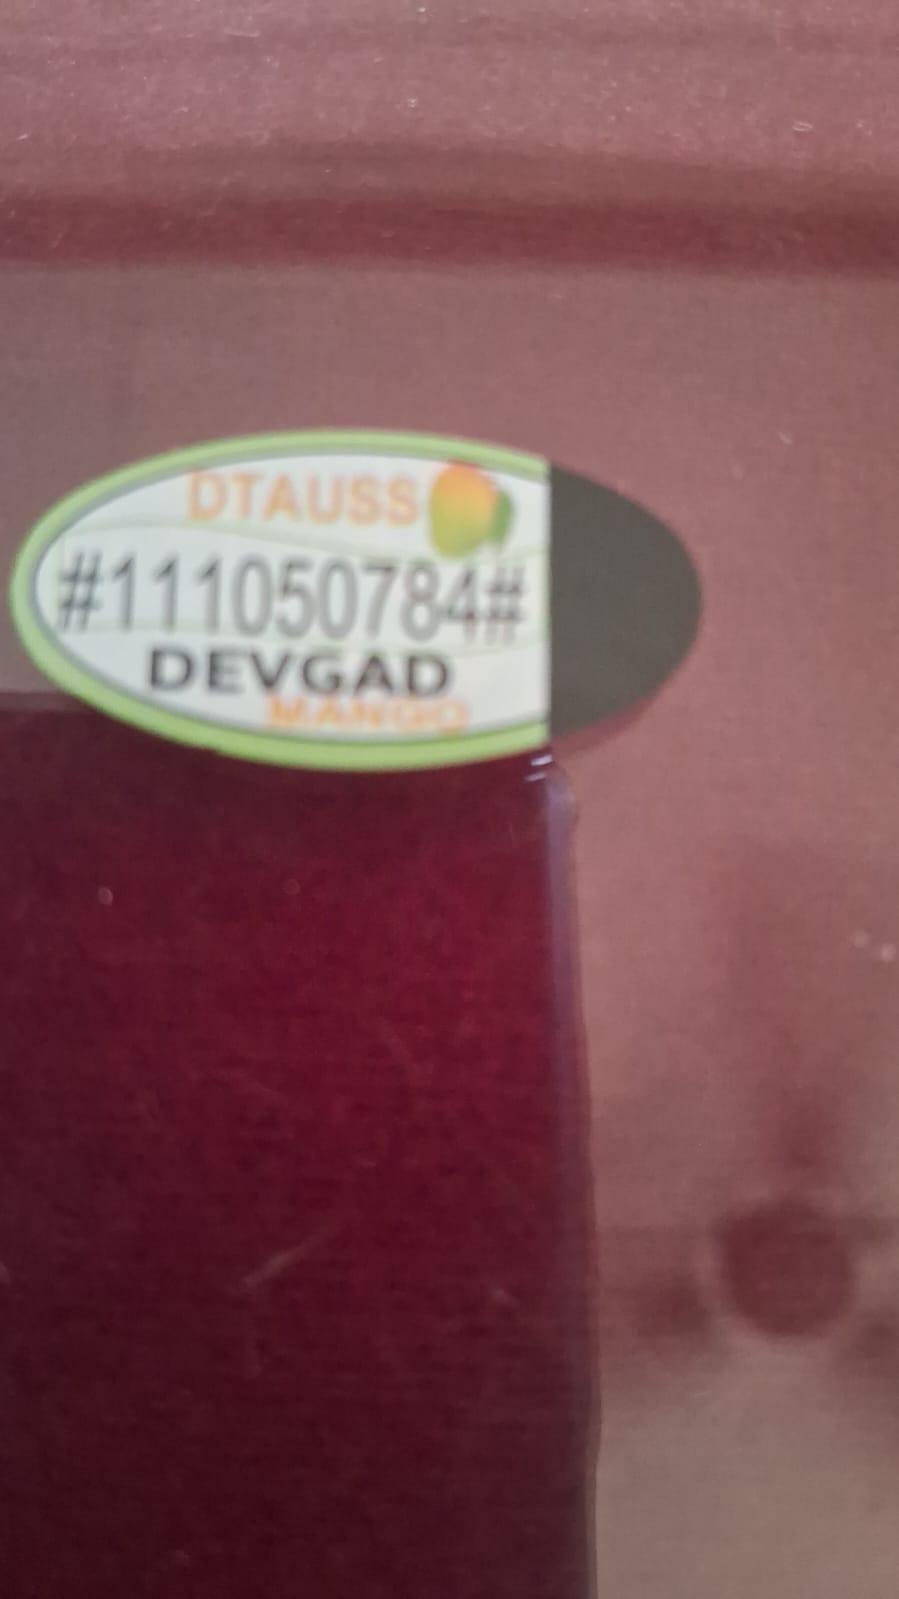 DTAUSS
#111050784#
DEVGAD
MANGO